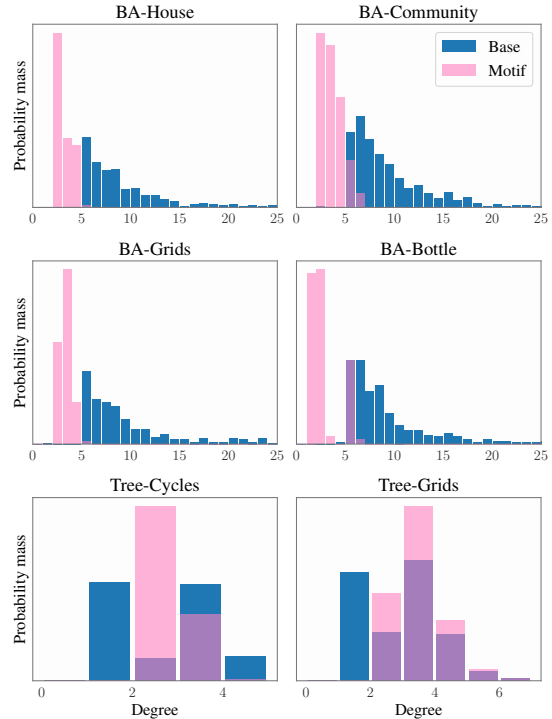 BA-House
BA-Community
Probability mass
Base
Motif
0 5 10 15 20 25
0 5 10 15 20 25
BA-Grids
BA-Bottle
Probability mass
0 5 10 15 20 25
0 5 10 15 20 25
Tree-Cycles
Tree-Grids
Probability mass
0 2 4
0 2 4 6
Degree
Degree